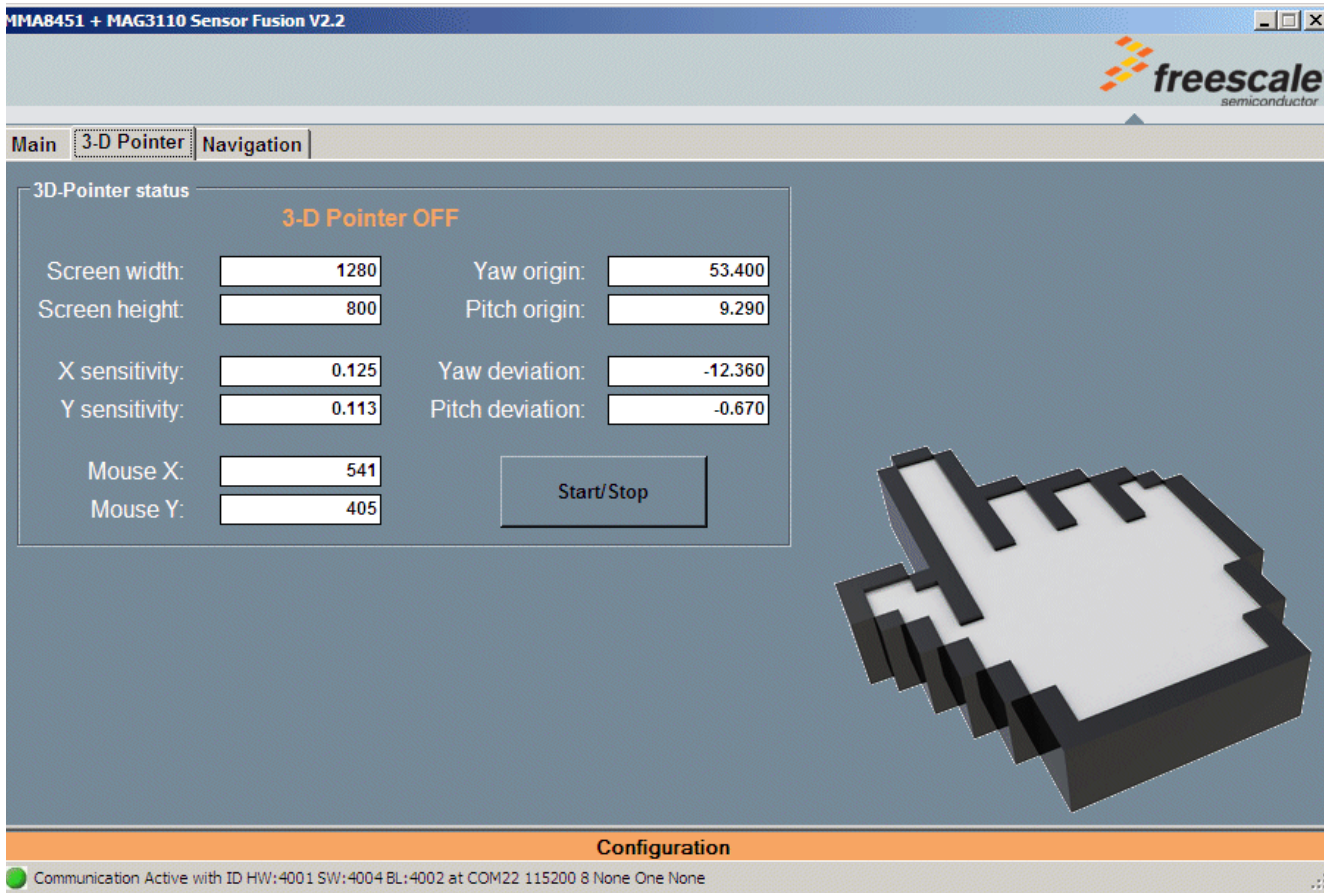 MMA8451 + MAG3110 Sensor Fusion V2.2
freescale
semiconductor
Main 3-D Pointer Navigation
3D-Pointer status
3-D Pointer OFF
Screen width: 1280 Yaw origin: 53.400
Screen height: 800 Pitch origin: 9.290
X sensitivity: 0.125 Yaw deviation: -12.360
Y sensitivity: 0.113 Pitch deviation: -0.670
Mouse X: 541
Start/Stop
Mouse Y: 405
Configuration
Communication Active with ID HW:4001 SW:4004 BL:4002 at COM22 115200 8 None One None